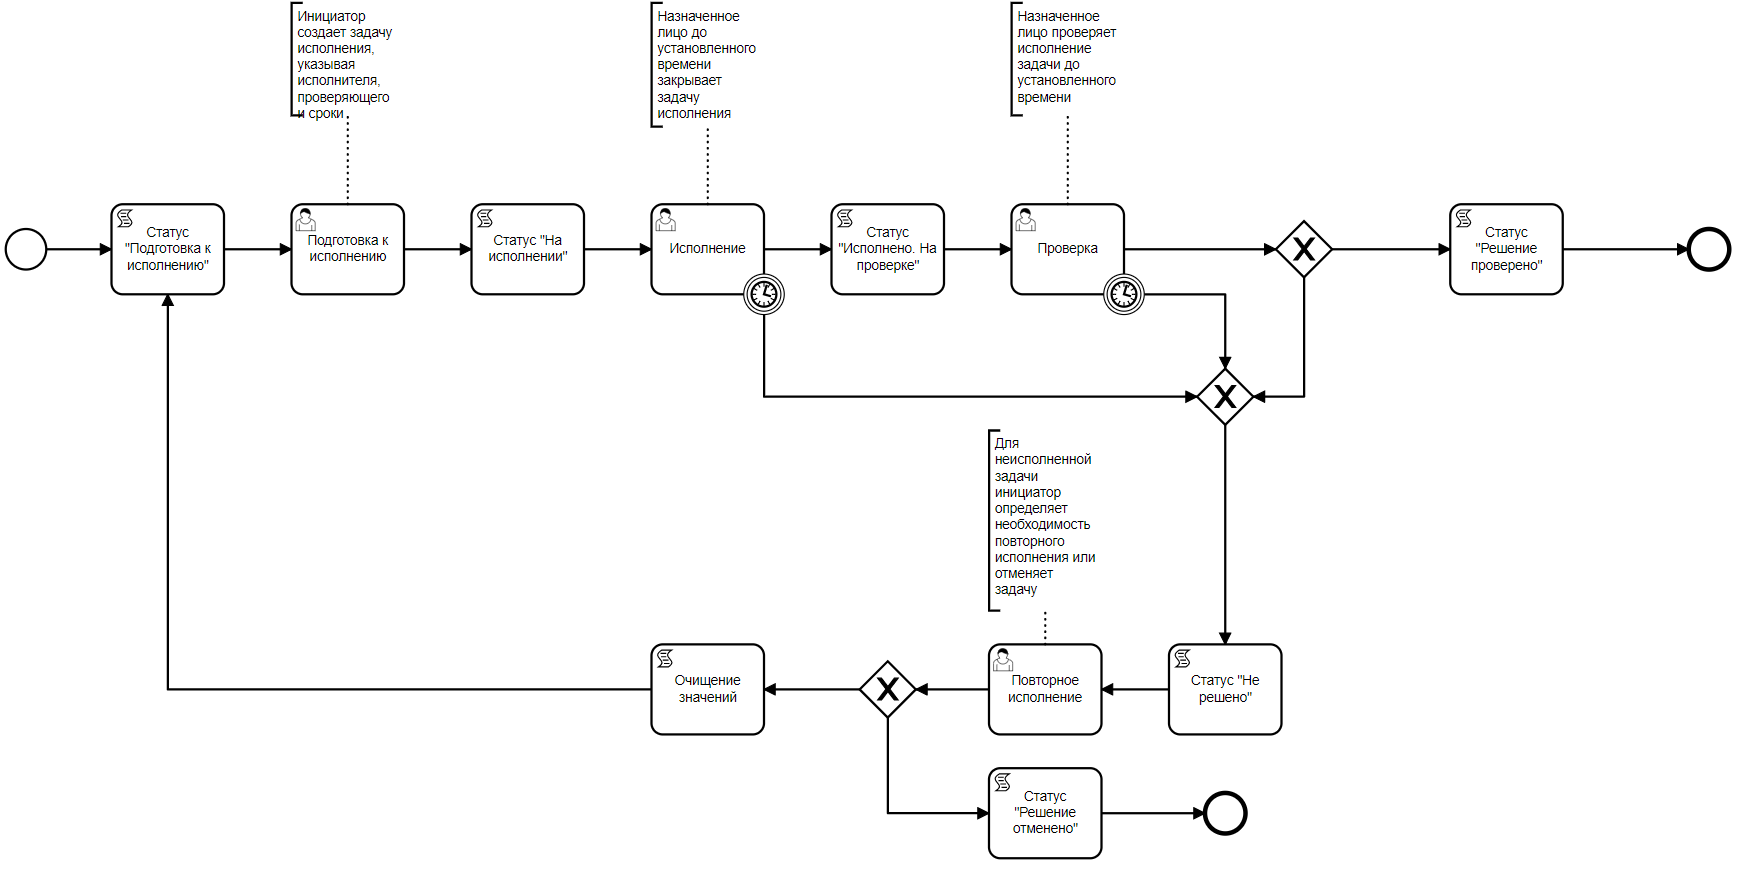 Инициатор
создает задачу
исполнения,
указывая
исполнителя,
проверяющего
и сроки
Назначенное
лицо до
установленного
времени
закрывает
задачу
исполнения
Назначенное
лицо проверяет
исполнение
задачи до
установленного
времени
Статус
"Подготовка к
исполнению"
Подготовка к
исполнению
Статус "На
исполнении"
Исполнение
Статус
"Исполнено. На
проверке"
Проверка
Статус
"Решение
проверено"
Для
неисполненной
задачи
инициатор
определяет
необходимость
повторного
исполнения или
отменяет
задачу
Очищение
значений
Повторное
исполнение
Статус "Не
решено"
Статус
"Решение
отменено"